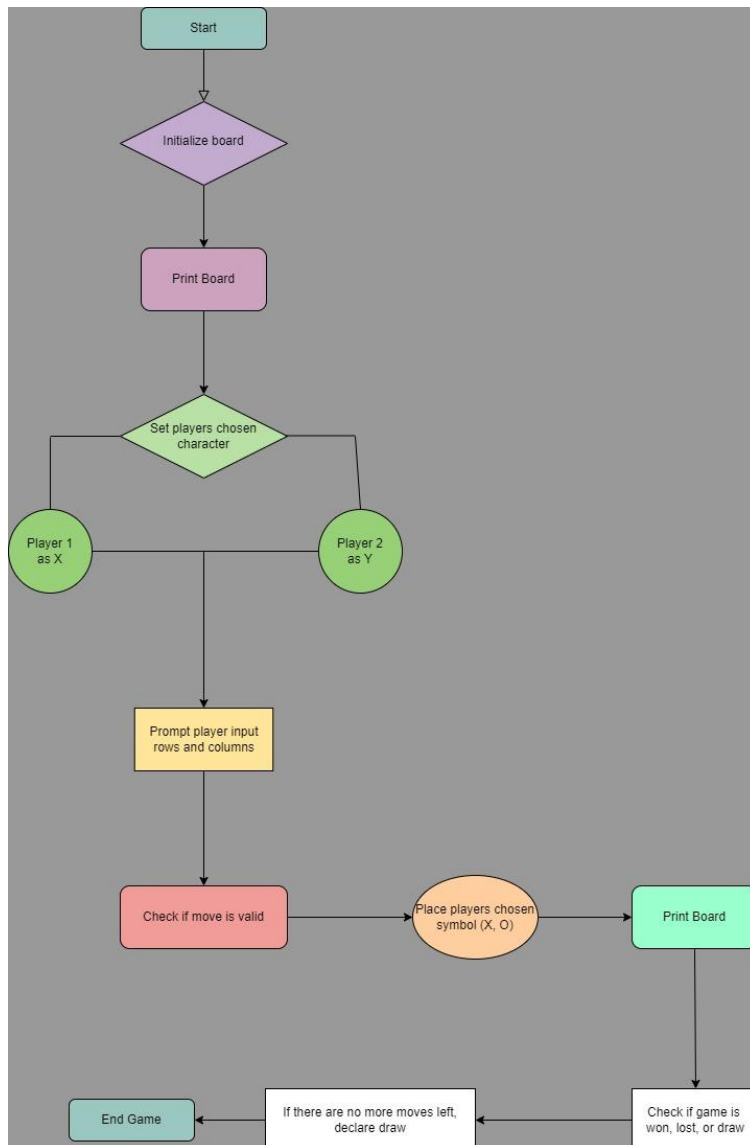 Start
Initialize board
Print Board
Set players chosen
character
Player 1
as X
Player 2
as Y
Prompt player input
rows and columns
Check if move is valid
Place players chosen
symbol (X, O)
Print Board
Check if game is
won, lost, or draw
If there are no more moves left,
declare draw
End Game